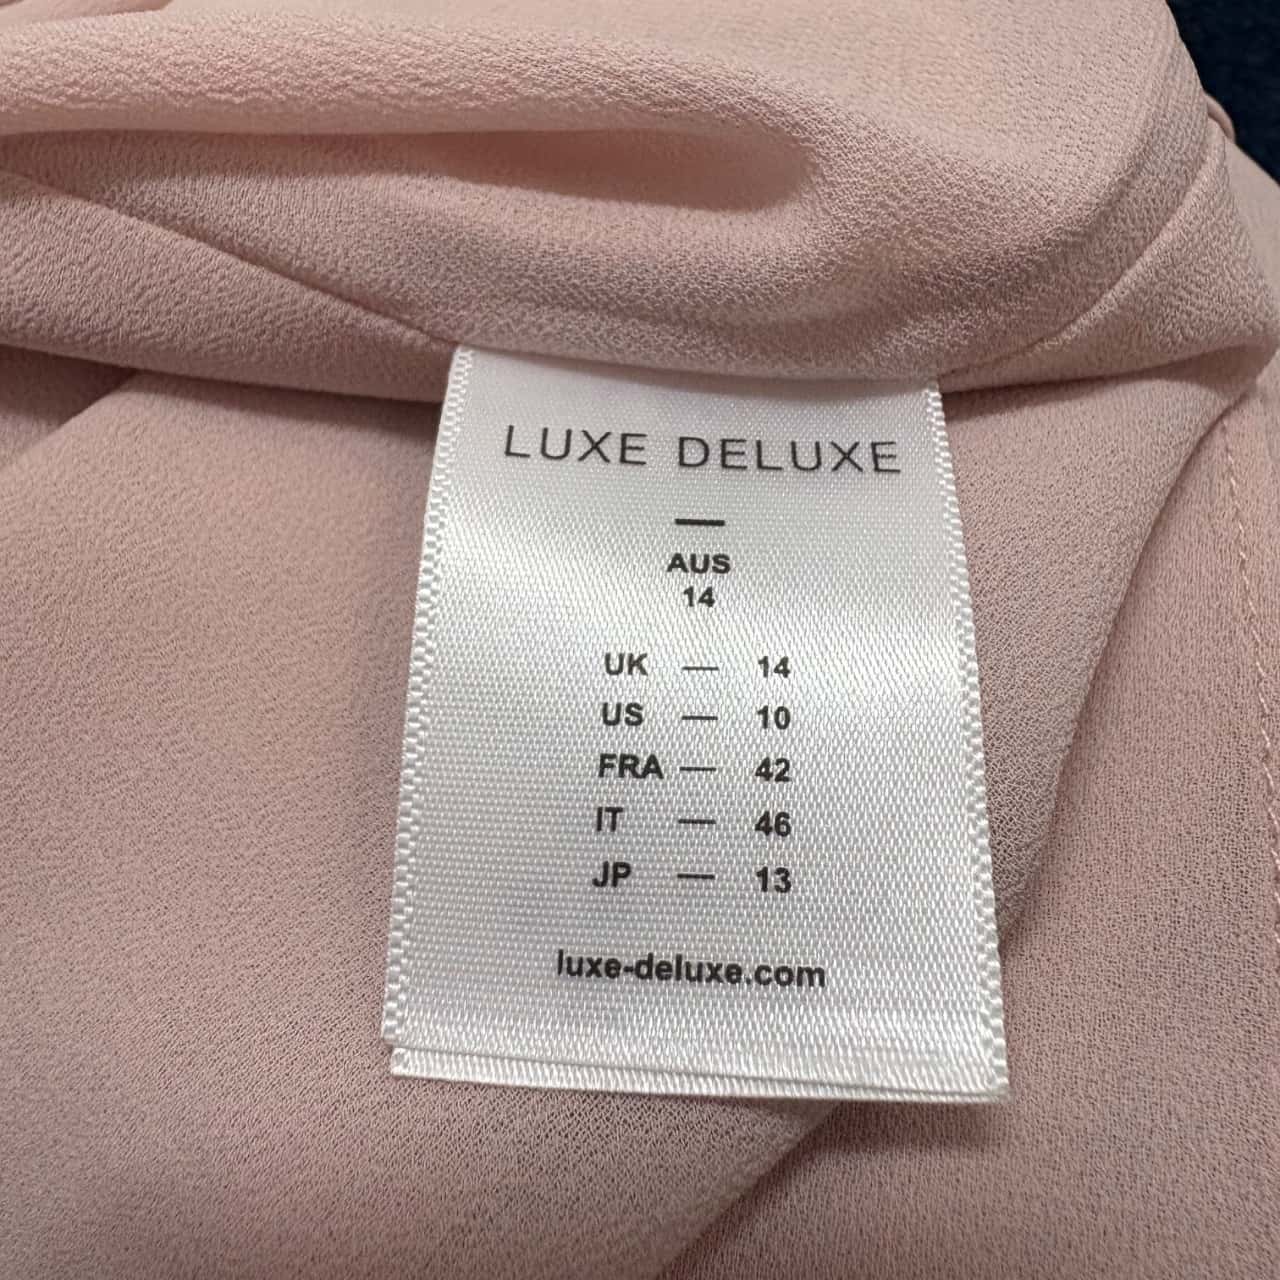 LUXE DELUXE
—
AUS
14
UK — 14
US — 10
FRA — 42
IT — 46
JP — 13
luxe-deluxe.com